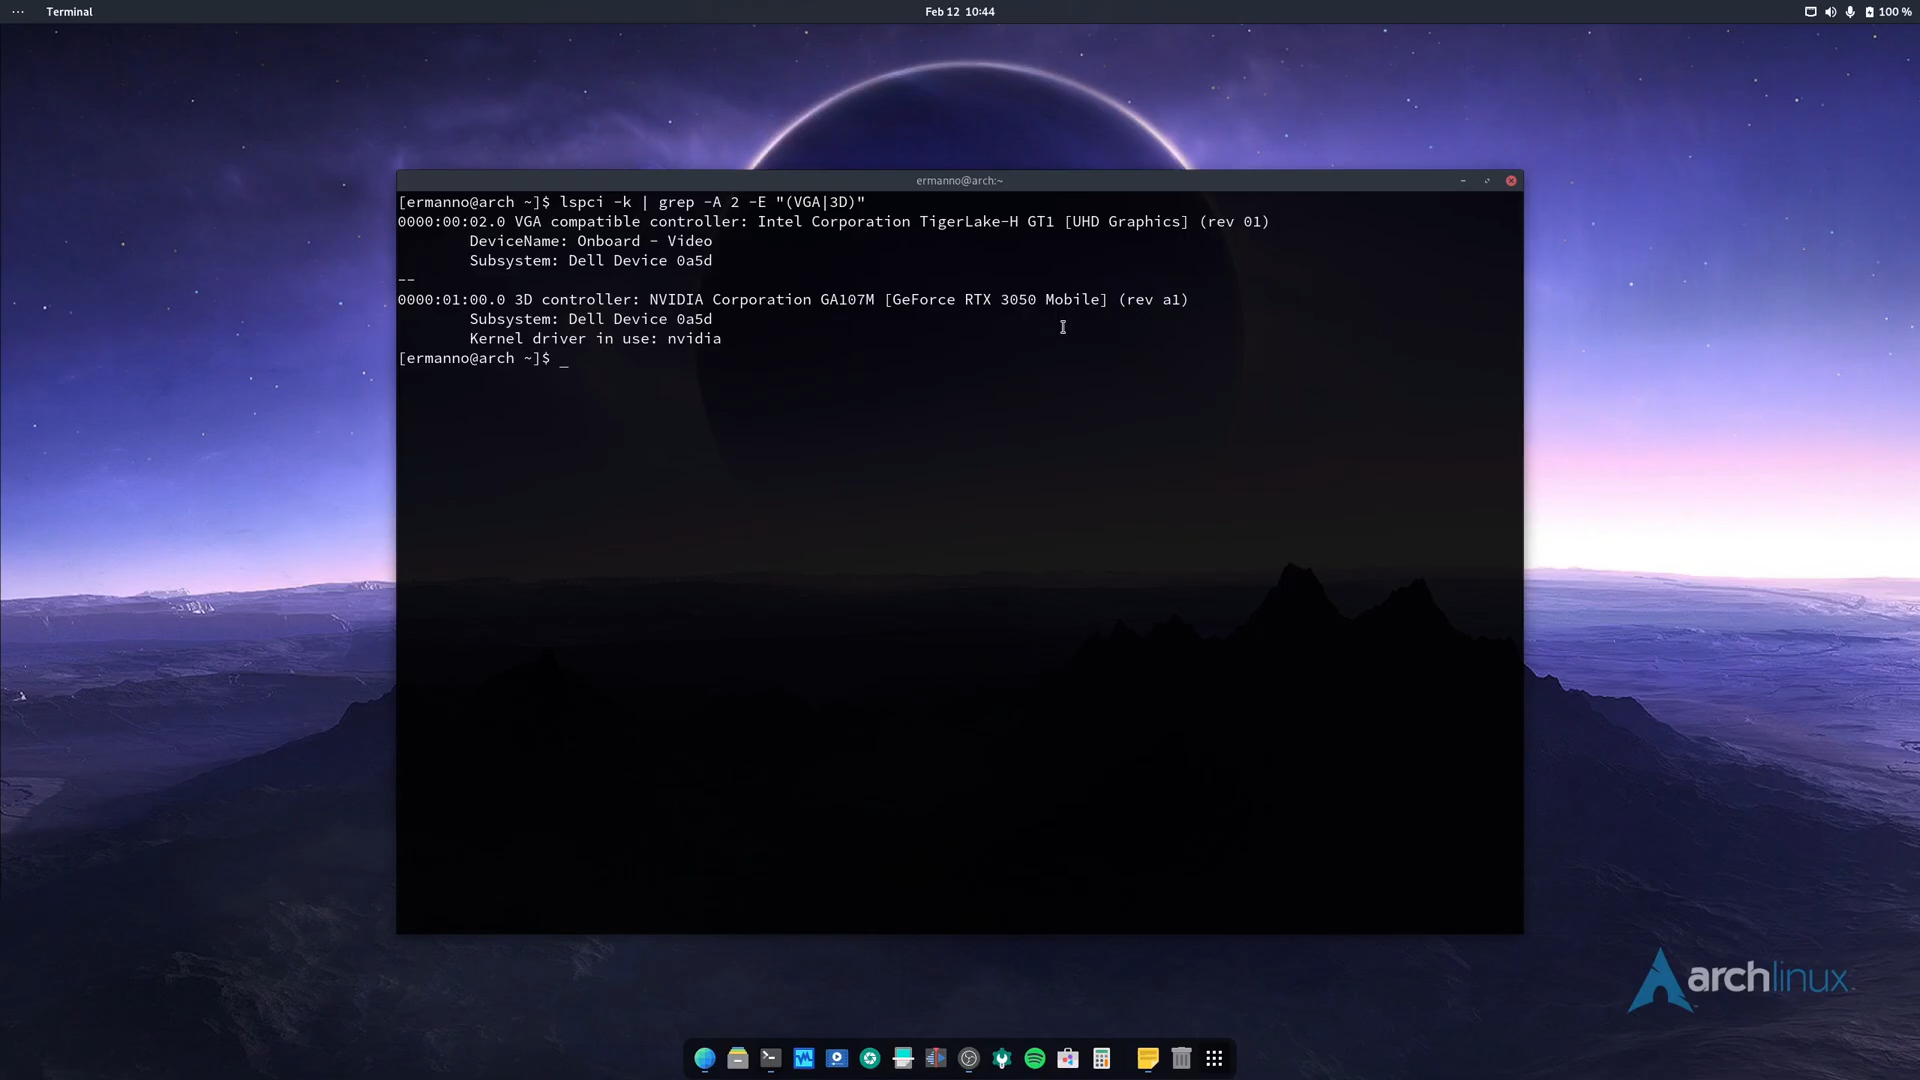 Terminal
Feb 12 10:44
100 %
ermanno@arch:~
[ermanno@arch ~]$ lspci -k | grep -A 2 -E "(VGA|3D)"
0000:00:02.0 VGA compatible controller: Intel Corporation TigerLake-H GT1 [UHD Graphics] (rev 01)
DeviceName: Onboard - Video
Subsystem: Dell Device 0a5d
--
0000:01:00.0 3D controller: NVIDIA Corporation GA107M [GeForce RTX 3050 Mobile] (rev a1)
Subsystem: Dell Device 0a5d
Kernel driver in use: nvidia
[ermanno@arch ~]$ _
archlinux